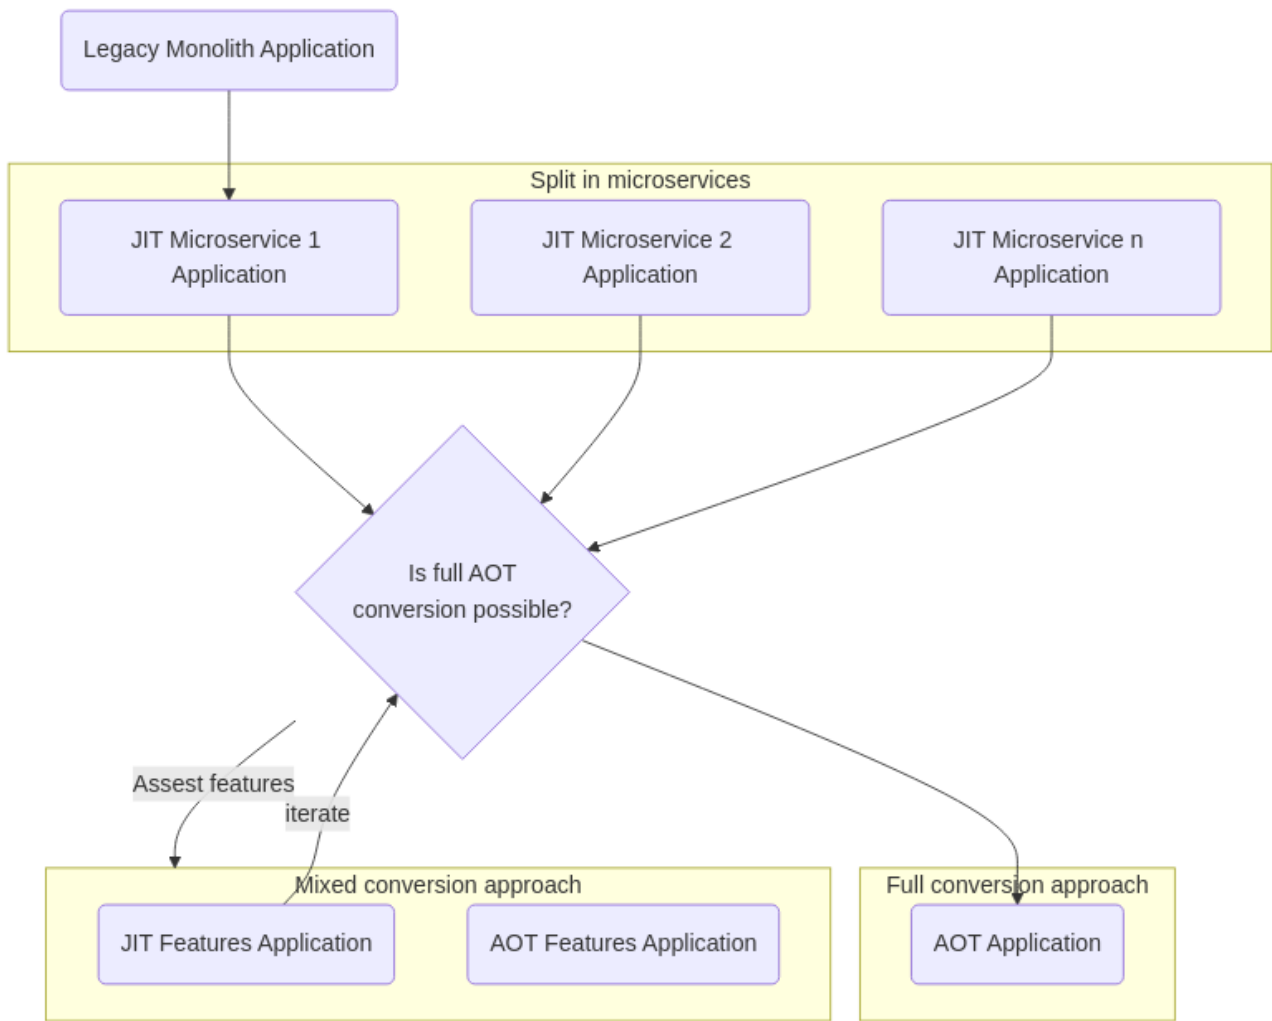 Legacy Monolith Application
Split in microservices
JIT Microservice 1
Application
JIT Microservice 2
Application
JIT Microservice n
Application
Is full AOT
conversion possible?
Assest features
iterate
Mixed conversion approach
JIT Features Application
AOT Features Application
Full conversion approach
AOT Application